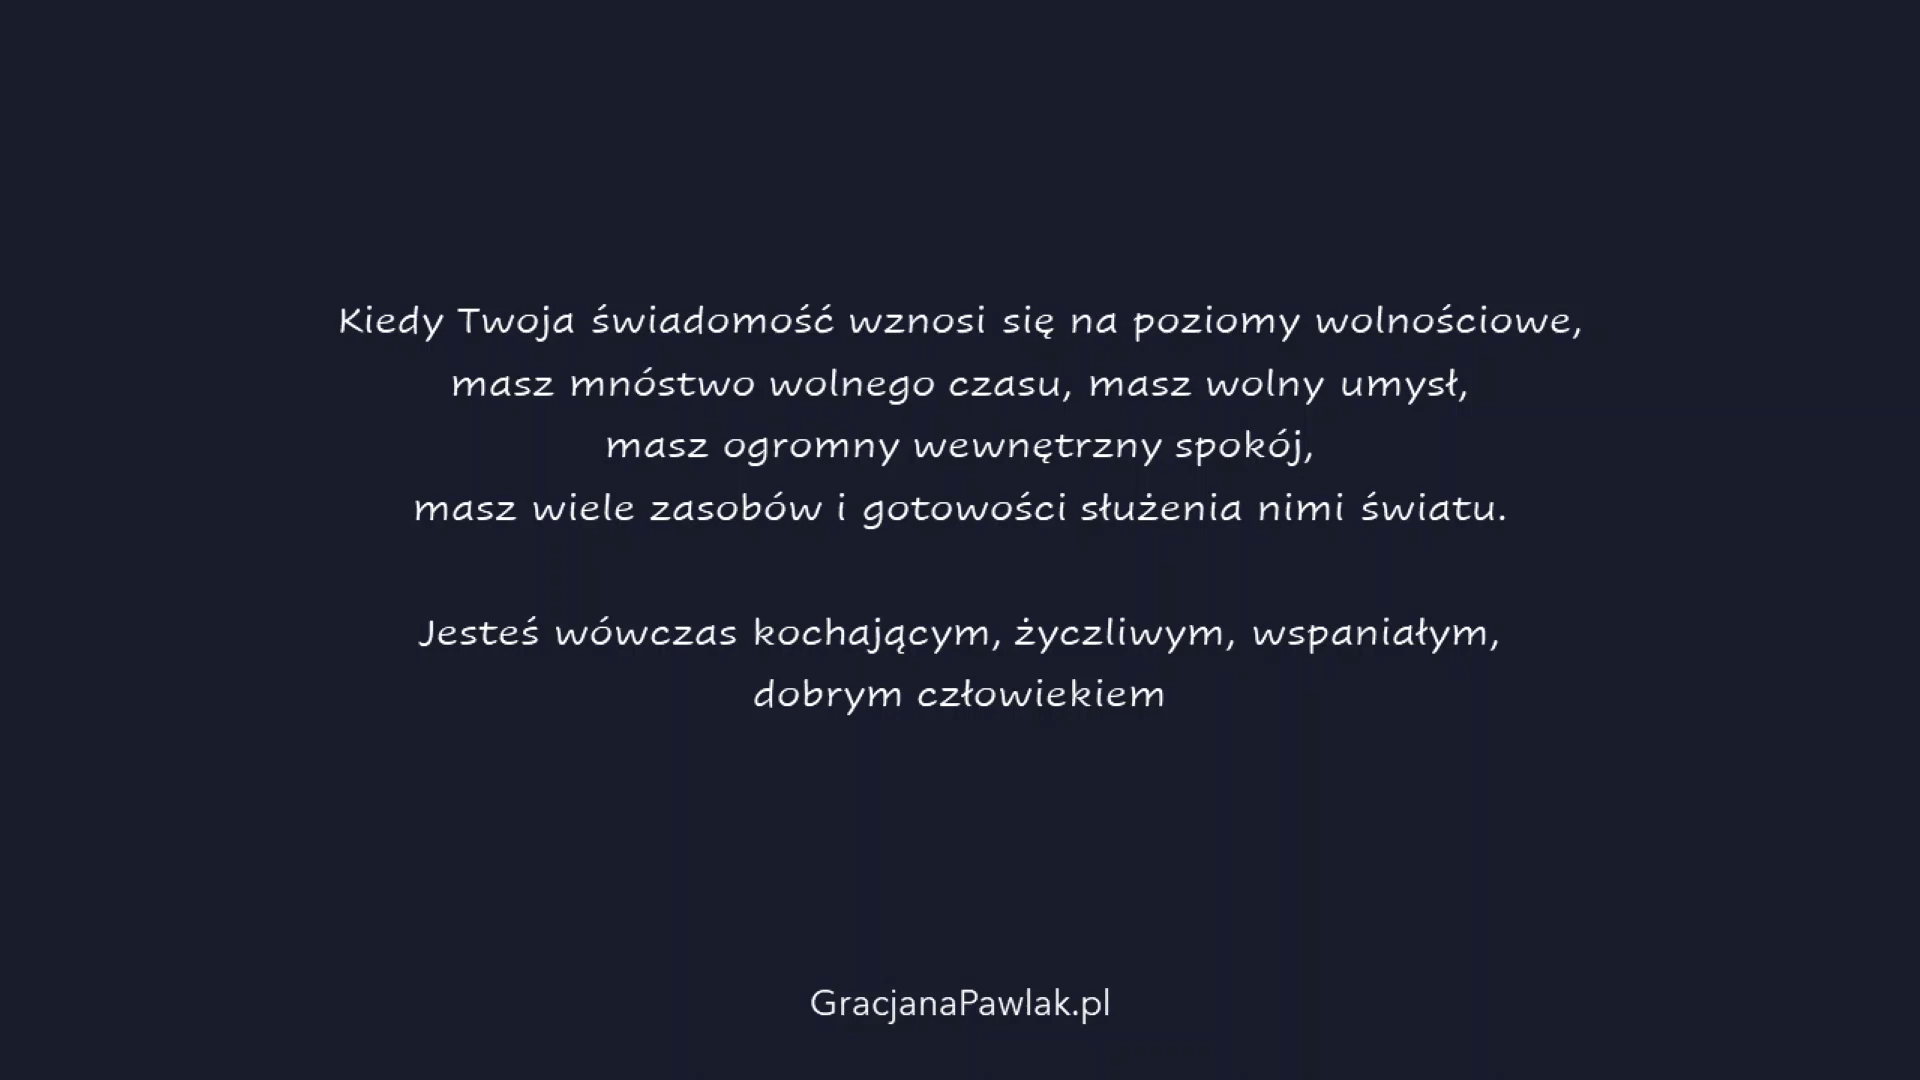 Kiedy Twoja świadomość wznosi się na poziomy wolnościowe,
masz mnóstwo wolnego czasu, masz wolny umysł,
masz ogromny wewnętrzny spokój,
masz wiele zasobów i gotowości służenia nimi światu.
Jesteś wówczas kochającym, życzliwym, wspaniałym,
dobrym człowiekiem
GracjanaPawlak.pl